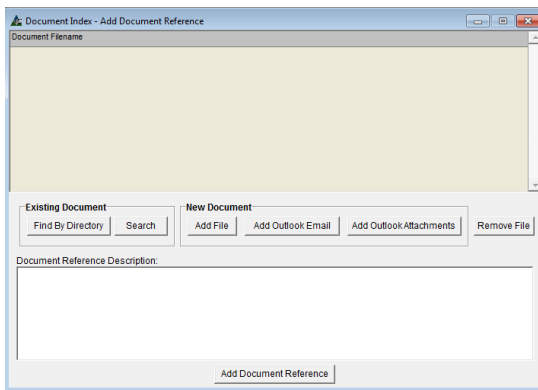 Document Index - Add Document Reference
Document Filename
Existing Document
New Document
Find By Directory
Search
Add File
Add Outlook Email
Add Outlook Attachments
Remove File
Document Reference Description:
Add Document Reference